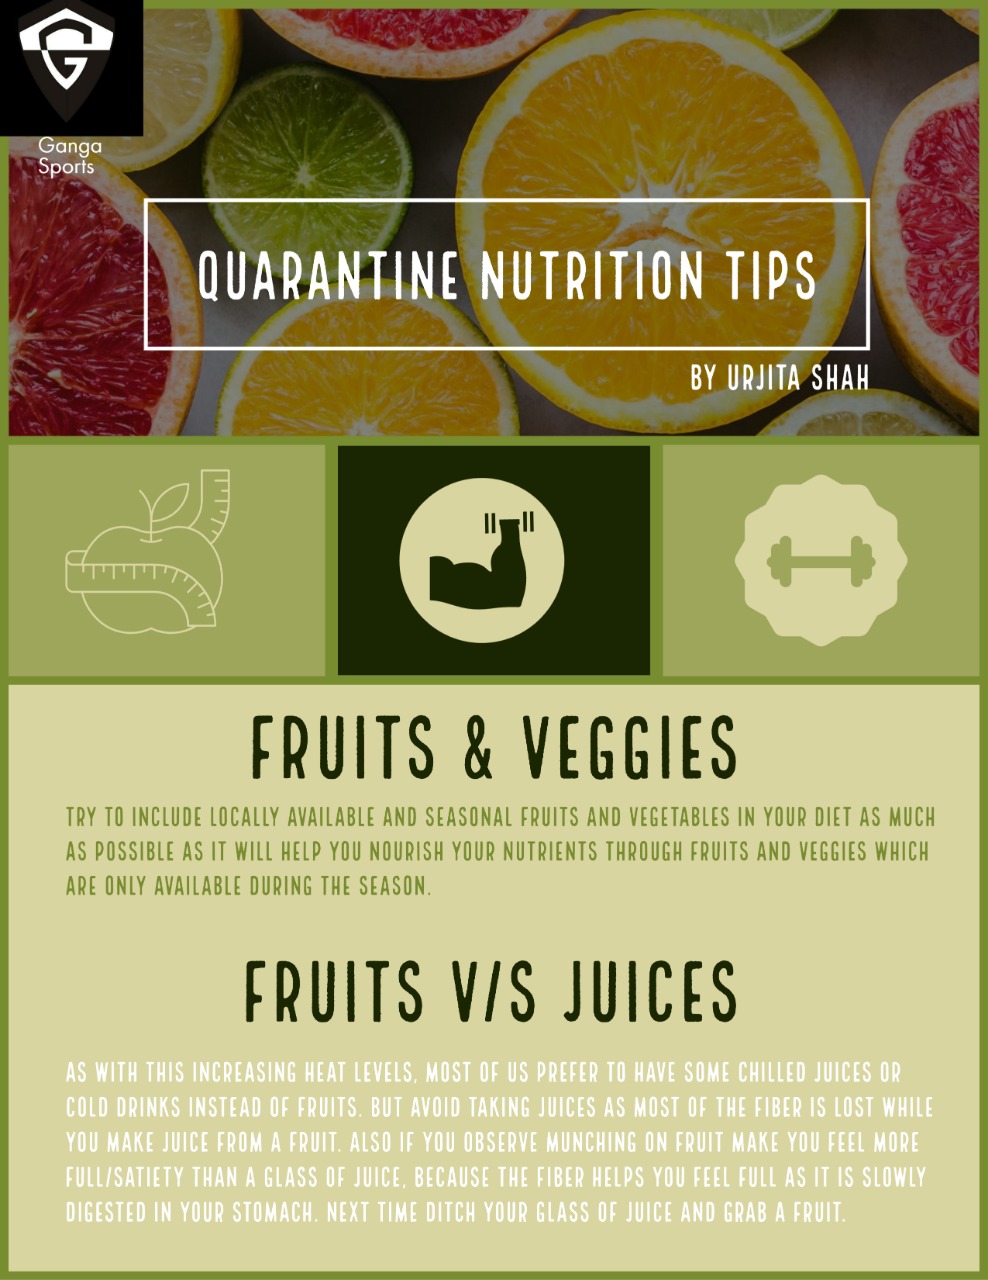 Ganga
Sports
QUARANTINE NUTRITION TIPS
BY URJITA SHAH
FRUITS & VEGGIES
TRY TO INCLUDE LOCALLY AVAILABLE AND SEASONAL FRUITS AND VEGETABLES IN YOUR DIET AS MUCH
AS POSSIBLE AS IT WILL HELP YOU NOURISH YOUR NUTRIENTS THROUGH FRUITS AND VEGGIES WHICH
ARE ONLY AVAILABLE DURING THE SEASON.
FRUITS V/S JUICES
AS WITH THIS INCREASING HEAT LEVELS, MOST OF US PREFER TO HAVE SOME CHILLED JUICES OR
COLD DRINKS INSTEAD OF FRUITS. BUT AVOID TAKING JUICES AS MOST OF THE FIBER IS LOST WHILE
YOU MAKE JUICE FROM A FRUIT. ALSO IF YOU OBSERVE MUNCHING ON FRUIT MAKE YOU FEEL MORE
FULL/SATIETY THAN A GLASS OF JUICE, BECAUSE THE FIBER HELPS YOU FEEL FULL AS IT IS SLOWLY
DIGESTED IN YOUR STOMACH. NEXT TIME DITCH YOUR GLASS OF JUICE AND GRAB A FRUIT.